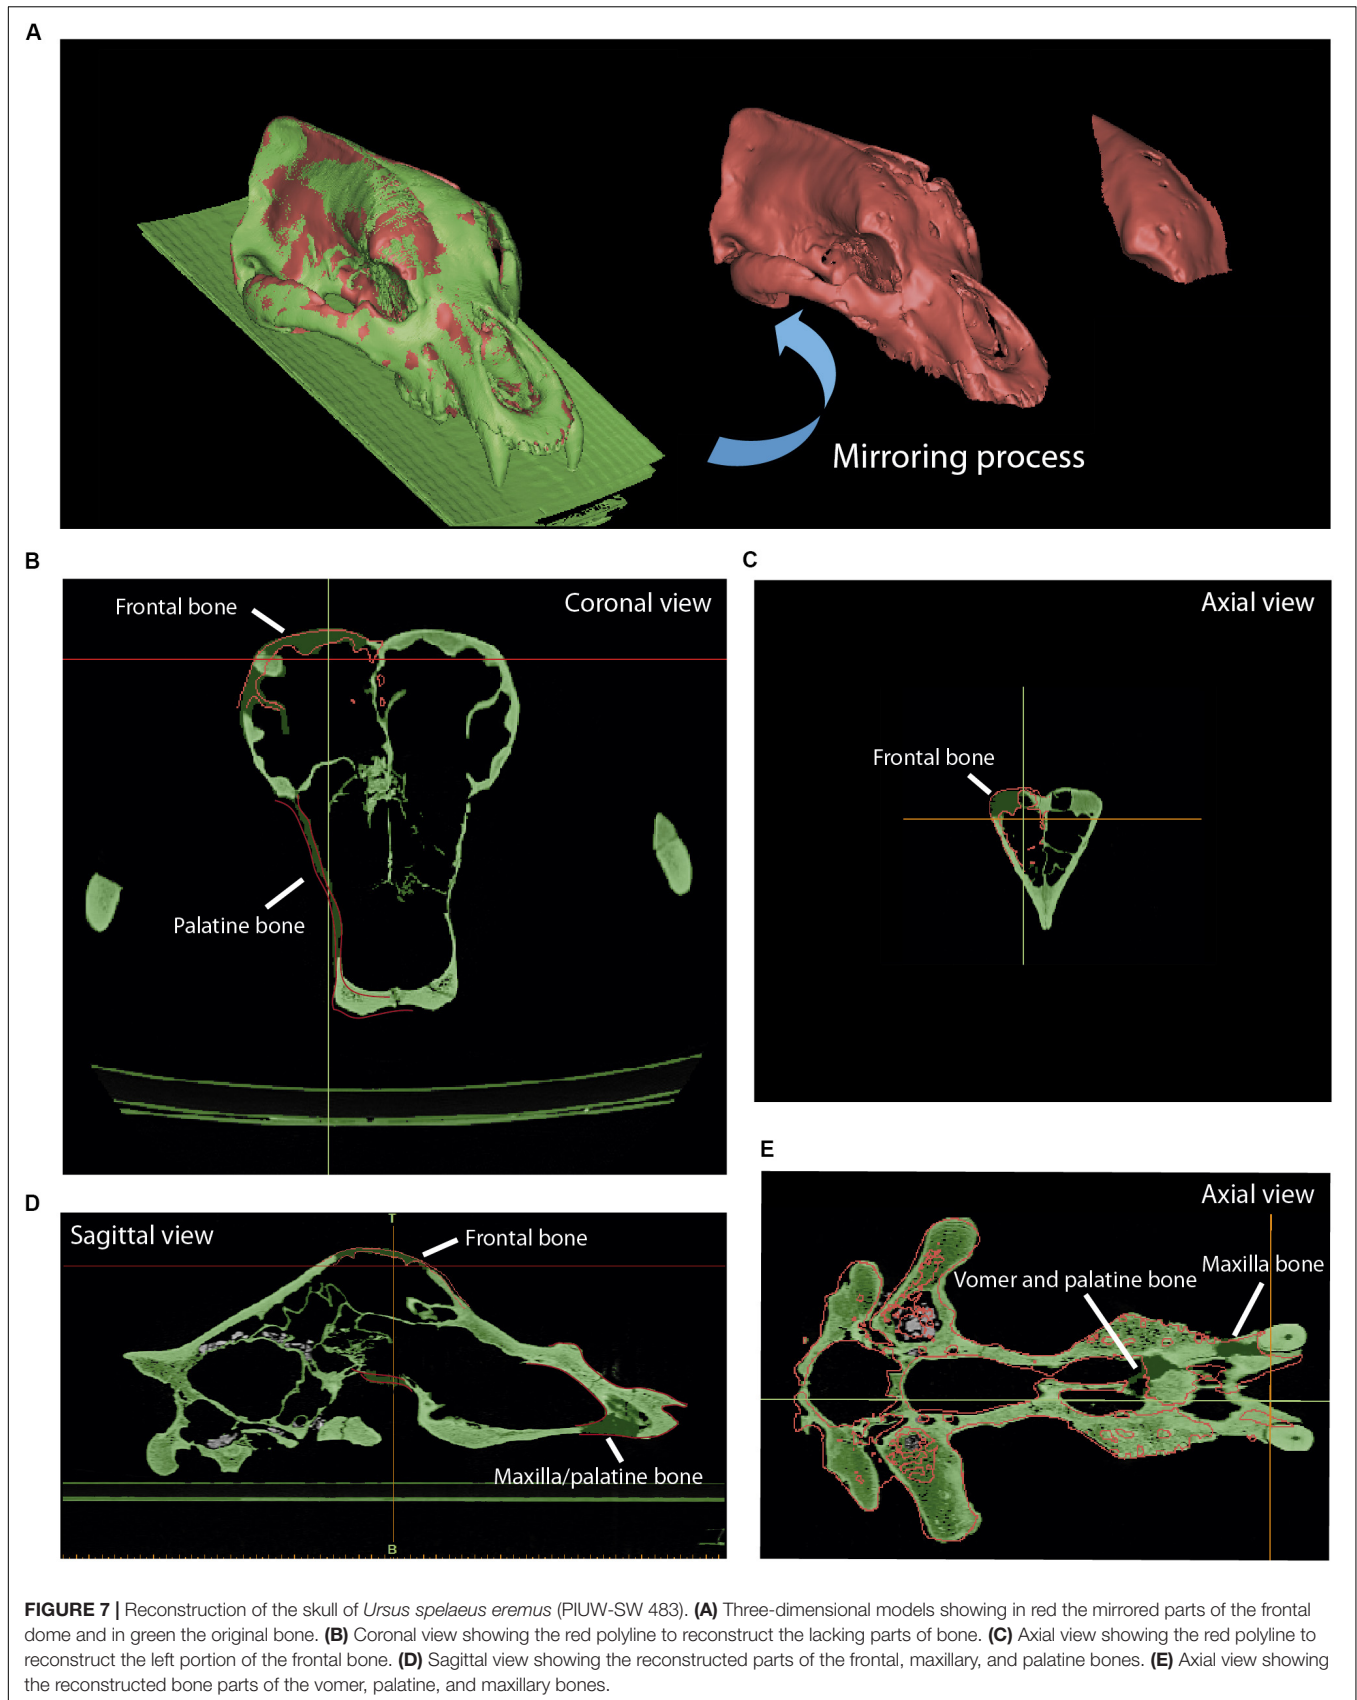 A
Mirroring process
B
Coronal view
Frontal bone
Palatine bone
C
Axial view
Frontal bone
D
Sagittal view
T
Frontal bone
Maxilla/palatine bone
B
E
Axial view
Maxilla bone
Vomer and palatine bone
FIGURE 7 | Reconstruction of the skull of Ursus spelaeus eremus (PIUW-SW 483). (A) Three-dimensional models showing in red the mirrored parts of the frontal
dome and in green the original bone. (B) Coronal view showing the red polyline to reconstruct the lacking parts of bone. (C) Axial view showing the red polyline to
reconstruct the left portion of the frontal bone. (D) Sagittal view showing the reconstructed parts of the frontal, maxillary, and palatine bones. (E) Axial view showing
the reconstructed bone parts of the vomer, palatine, and maxillary bones.